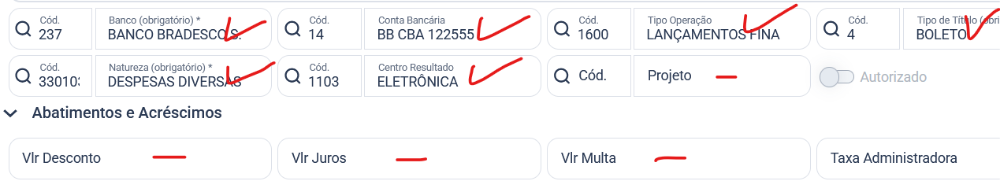 Cód. Banco (obrigatório) * Cód. Conta Bancária Cód. Tipo Operação Cód. Tipo de Título (obri
237 BANCO BRADESCO S. 14 BB CBA 122555 1600 LANÇAMENTOS FINA 4 BOLETO
Cód. Natureza (obrigatório) * Cód. Centro Resultado
33010 DESPESAS DIVERSAS 1103 ELETRÔNICA Cód. Projeto Autorizado
Abatimentos e Acréscimos
Vlr Desconto Vlr Juros Vlr Multa Taxa Administradora